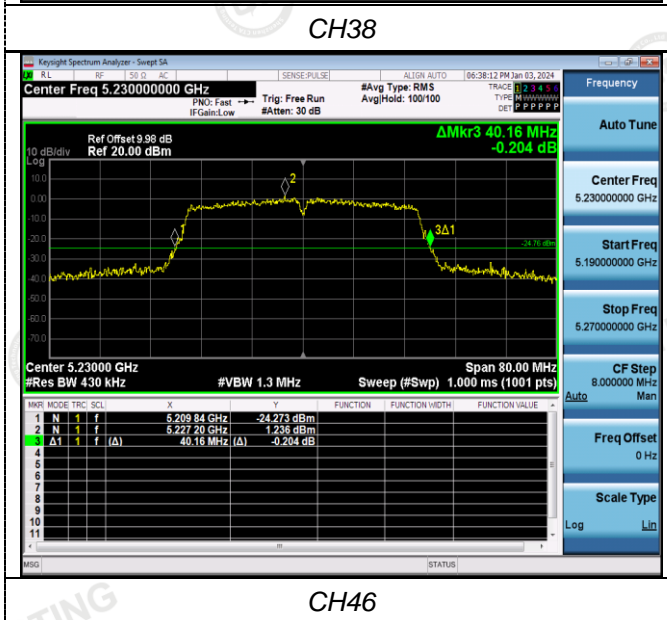 CH38
Keysight Spectrum Analyzer - Swept SA
RL RF 50 Ω AC SENSE:PULSE ALIGN AUTO 06:38:12 PM Jan 03, 2024
Center Freq 5.230000000 GHz #Avg Type: RMS TRACE 1 2 3 4 5 6
PNO: Fast Trig: Free Run Avg|Hold: 100/100 TYPE M WWWWW
IFGain:Low #Atten: 30 dB DET P P P P P P
Ref Offset 9.98 dB ΔMkr3 40.16 MHz
10 dB/div Ref 20.00 dBm -0.204 dB
Log
10.0
0.00
-10.0
-20.0
-30.0
-40.0
-50.0
-60.0
-70.0
2
3Δ1
-24.76 dBm
Center 5.23000 GHz Span 80.00 MHz
#Res BW 430 kHz #VBW 1.3 MHz Sweep (#Swp) 1.000 ms (1001 pts)
MKR MODE TRC SCL X Y FUNCTION FUNCTION WIDTH FUNCTION VALUE
1 N 1 f 5.209 84 GHz -24.273 dBm
2 N 1 f 5.227 20 GHz 1.236 dBm
3 Δ1 1 f (Δ) 40.16 MHz (Δ) -0.204 dB
4
5
6
7
8
9
10
11
MSG STATUS
Frequency
Auto Tune
Center Freq
5.230000000 GHz
Start Freq
5.190000000 GHz
Stop Freq
5.270000000 GHz
CF Step
8.000000 MHz
Auto Man
Freq Offset
0 Hz
Scale Type
Log Lin
CH46
TING